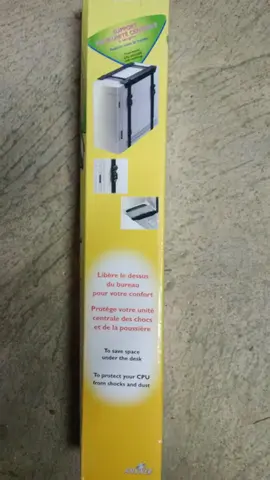 SUPPORT
Libère le dessus
du bureau
pour votre confort
Protège votre unité
centrale des chocs
et de la poussière
To save space
under the desk
To protect your CPU
from shocks and dust